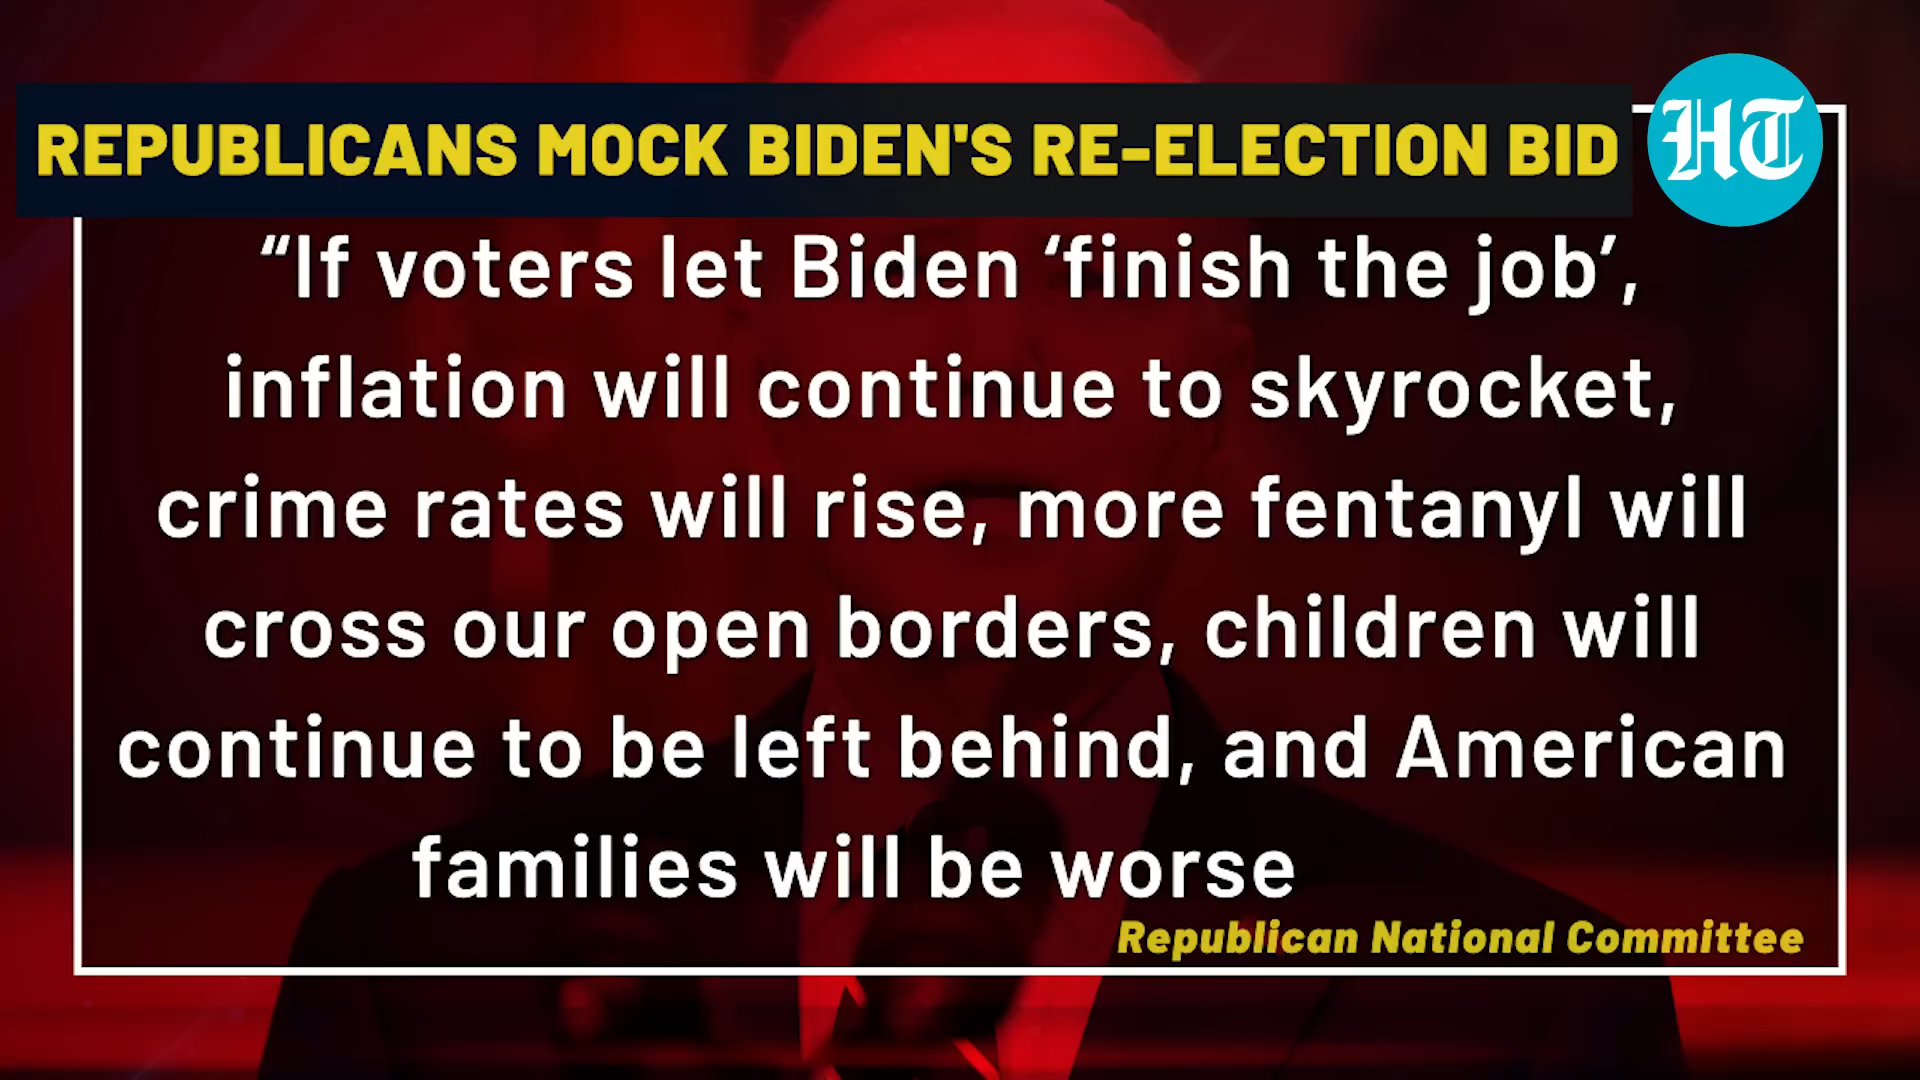 REPUBLICANS MOCK BIDEN'S RE-ELECTION BID
HT
“If voters let Biden ‘finish the job’,
inflation will continue to skyrocket,
crime rates will rise, more fentanyl will
cross our open borders, children will
continue to be left behind, and American
families will be worse
Republican National Committee